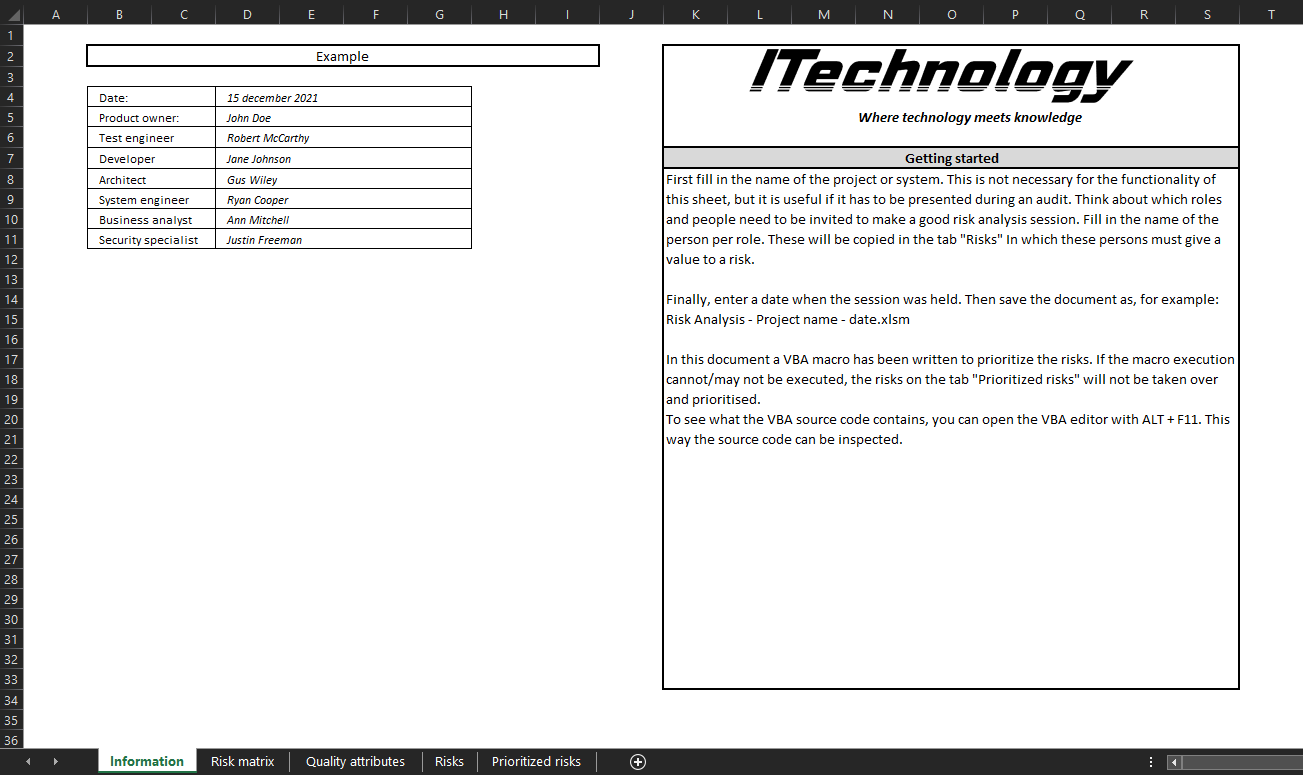 A B C D E F G H I J K L M N O P Q R S T
1
2
3
4
5
6
7
8
9
10
11
12
13
14
15
16
17
18
19
20
21
22
23
24
25
26
27
28
29
30
31
32
33
34
35
36
Example
Date: 15 december 2021
Product owner: John Doe
Test engineer Robert McCarthy
Developer Jane Johnson
Architect Gus Wiley
System engineer Ryan Cooper
Business analyst Ann Mitchell
Security specialist Justin Freeman
ITechnology
Where technology meets knowledge
Getting started
First fill in the name of the project or system. This is not necessary for the functionality of
this sheet, but it is useful if it has to be presented during an audit. Think about which roles
and people need to be invited to make a good risk analysis session. Fill in the name of the
person per role. These will be copied in the tab "Risks" In which these persons must give a
value to a risk.
Finally, enter a date when the session was held. Then save the document as, for example:
Risk Analysis - Project name - date.xlsm
In this document a VBA macro has been written to prioritize the risks. If the macro execution
cannot/may not be executed, the risks on the tab "Prioritized risks" will not be taken over
and prioritised.
To see what the VBA source code contains, you can open the VBA editor with ALT + F11. This
way the source code can be inspected.
Information Risk matrix Quality attributes Risks Prioritized risks